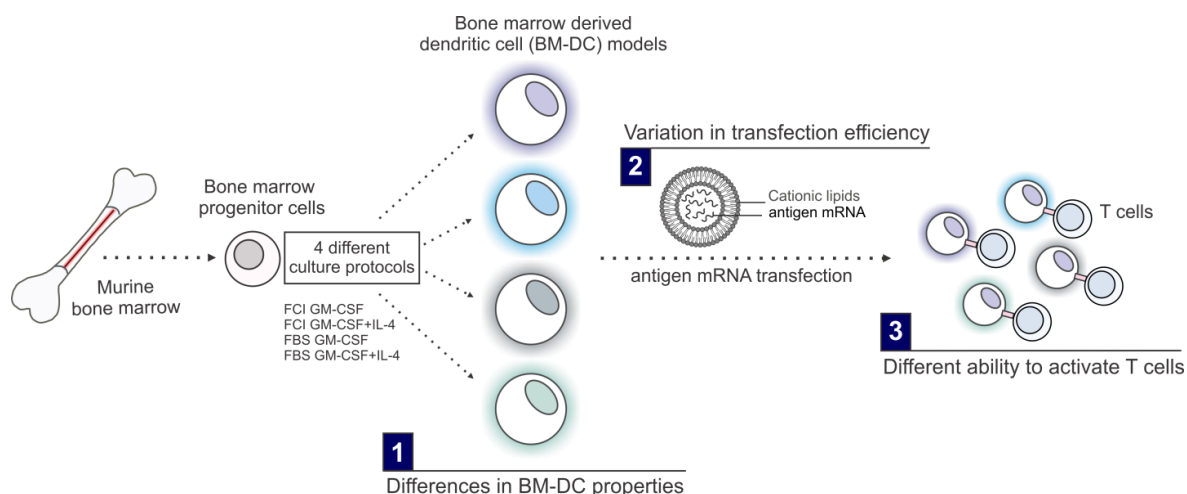 Bone marrow derived
dendritic cell (BM-DC) models
Murine
bone marrow
Bone marrow
progenitor cells
4 different
culture protocols
FCI GM-CSF
FCI GM-CSF+IL-4
FBS GM-CSF
FBS GM-CSF+IL-4
1
Differences in BM-DC properties
Variation in transfection efficiency
2
Cationic lipids
antigen mRNA
antigen mRNA transfection
T cells
3
Different ability to activate T cells